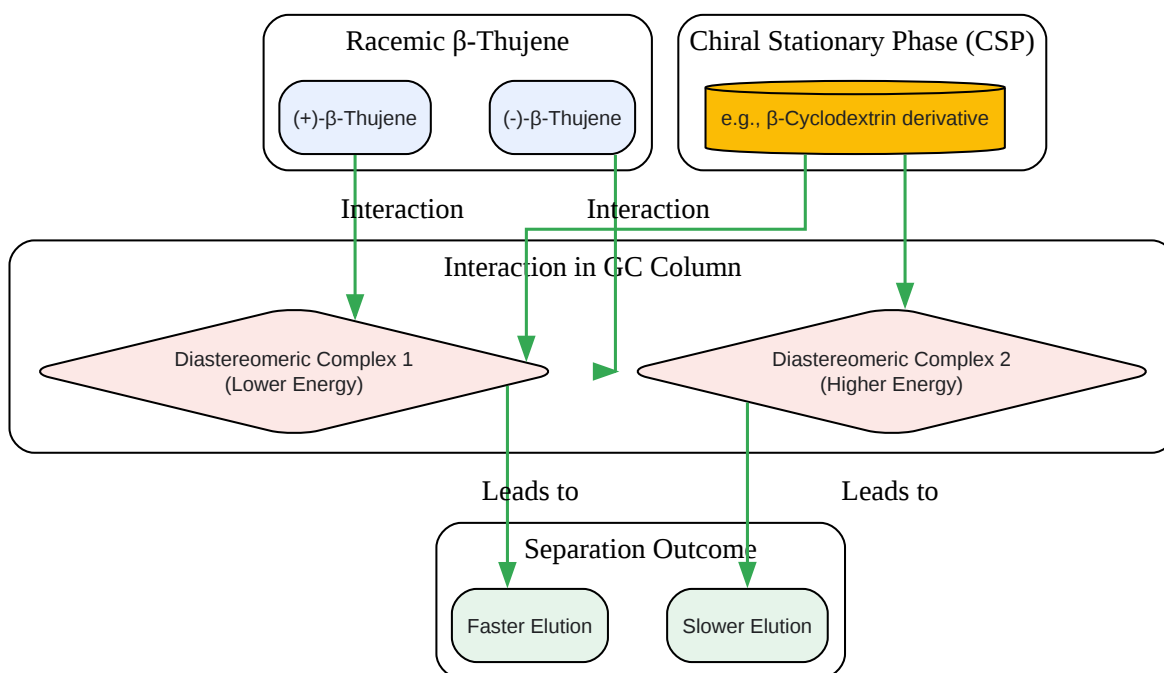 Racemic β-Thujene
Chiral Stationary Phase (CSP)
(+)-β-Thujene
(-)-β-Thujene
e.g., β-Cyclodextrin derivative
Interaction
Interaction
Interaction in GC Column
Diastereomeric Complex 1
(Lower Energy)
Diastereomeric Complex 2
(Higher Energy)
Leads to
Leads to
Separation Outcome
Faster Elution
Slower Elution